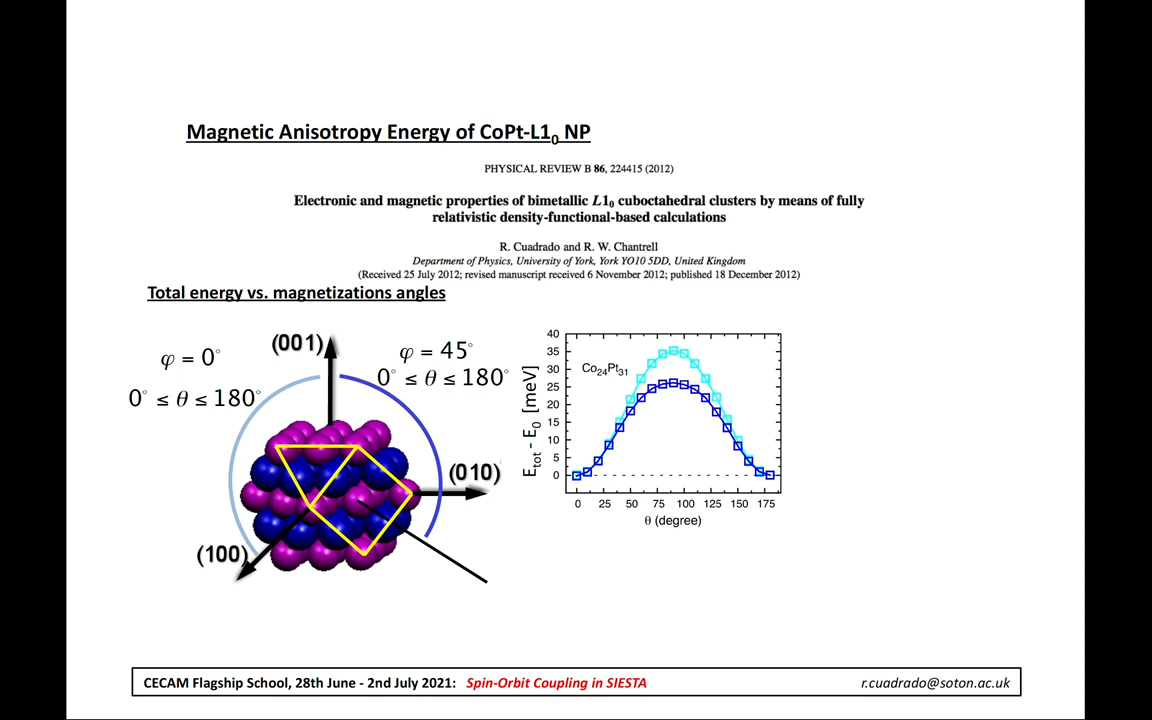 Magnetic Anisotropy Energy of CoPt-L1₀ NP
PHYSICAL REVIEW B 86, 224415 (2012)
Electronic and magnetic properties of bimetallic L1₀ cuboctahedral clusters by means of fully
relativistic density-functional-based calculations
R. Cuadrado and R. W. Chantrell
Department of Physics, University of York, York YO10 5DD, United Kingdom
(Received 25 July 2012; revised manuscript received 6 November 2012; published 18 December 2012)
Total energy vs. magnetizations angles
φ = 0°
0° ≤ θ ≤ 180°
(001)
φ = 45°
0° ≤ θ ≤ 180°
(010)
(100)
E_tot - E_0 [meV]
40
35
30
25
20
15
10
5
0
Co₂₄Pt₃₁
0 25 50 75 100 125 150 175
θ (degree)
CECAM Flagship School, 28th June - 2nd July 2021: Spin-Orbit Coupling in SIESTA
r.cuadrado@soton.ac.uk